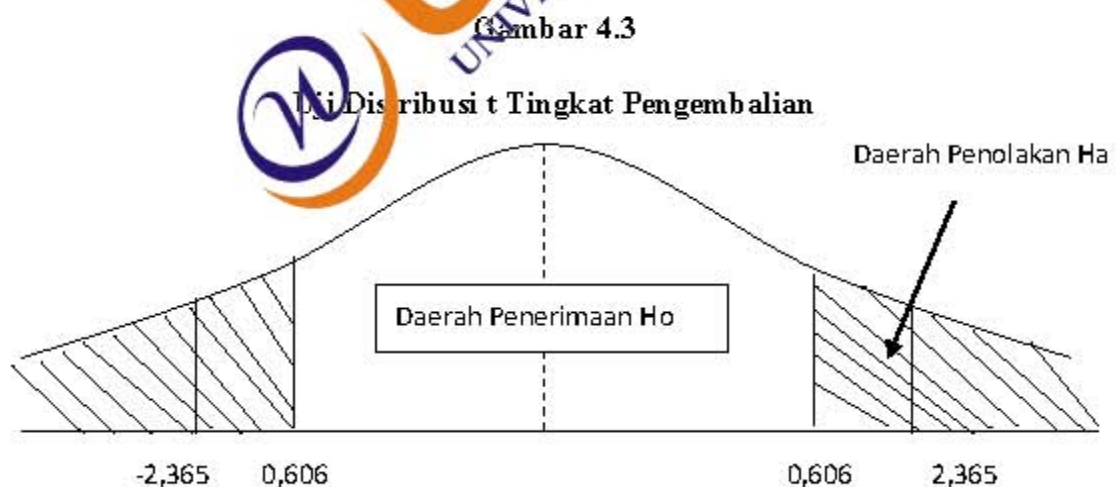 Gambar 4.3
Uji Distribusi t Tingkat Pengembalian
Daerah Penolakan Ha
Daerah Penerimaan Ho
-2,365 0,606 0,606 2,365